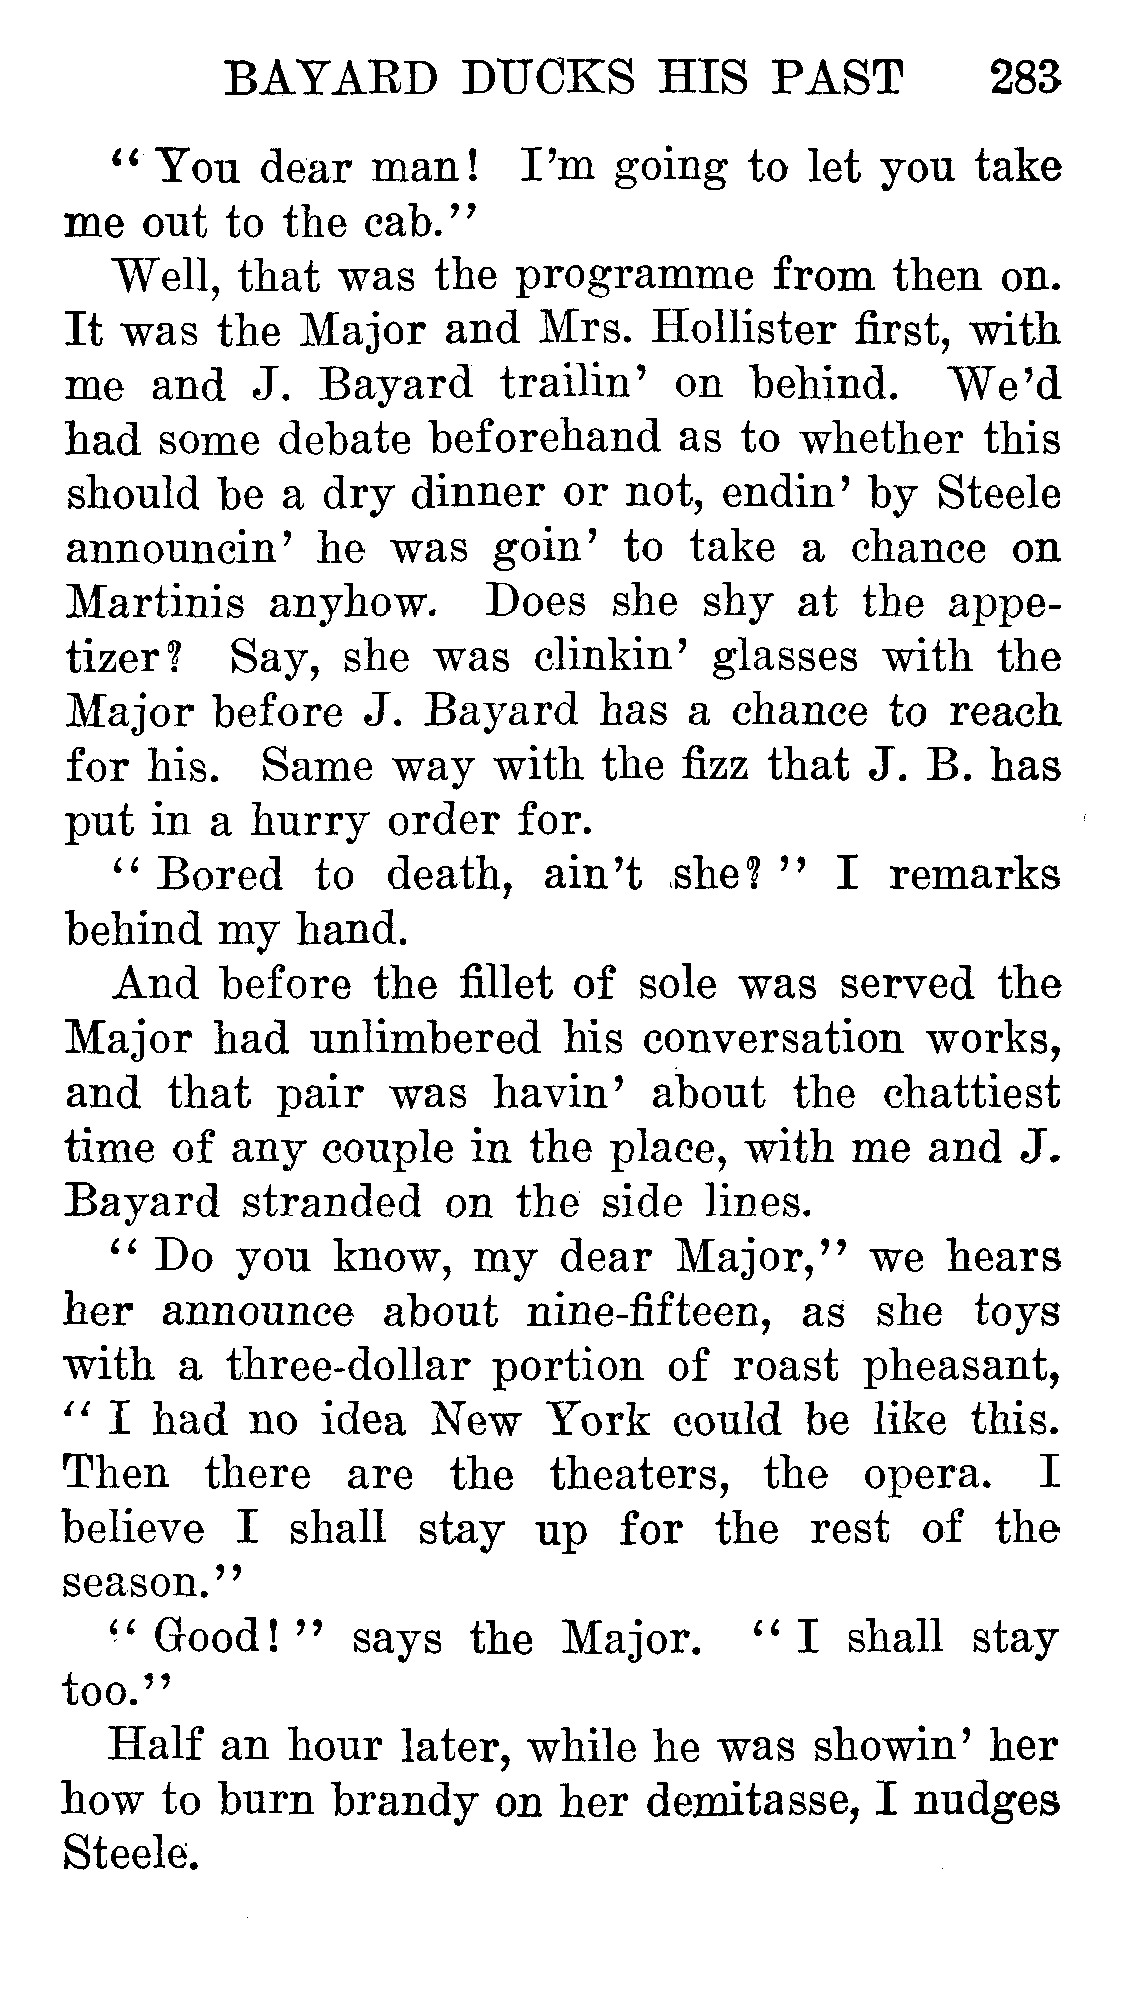 BAYARD DUCKS HIS PAST 283
“ You dear man! I'm going to let you take
me out to the cab.”
Well, that was the programme from then on.
It was the Major and Mrs. Hollister first, with
me and J. Bayard trailin' on behind. We'd
had some debate beforehand as to whether this
should be a dry dinner or not, endin' by Steele
announcin' he was goin' to take a chance on
Martinis anyhow. Does she shy at the appe-
tizer? Say, she was clinkin' glasses with the
Major before J. Bayard has a chance to reach
for his. Same way with the fizz that J. B. has
put in a hurry order for.
“ Bored to death, ain't she? ” I remarks
behind my hand.
And before the fillet of sole was served the
Major had unlimbered his conversation works,
and that pair was havin' about the chattiest
time of any couple in the place, with me and J.
Bayard stranded on the side lines.
“ Do you know, my dear Major,” we hears
her announce about nine-fifteen, as she toys
with a three-dollar portion of roast pheasant,
“ I had no idea New York could be like this.
Then there are the theaters, the opera. I
believe I shall stay up for the rest of the
season.”
“ Good! ” says the Major. “ I shall stay
too.”
Half an hour later, while he was showin' her
how to burn brandy on her demitasse, I nudges
Steele.